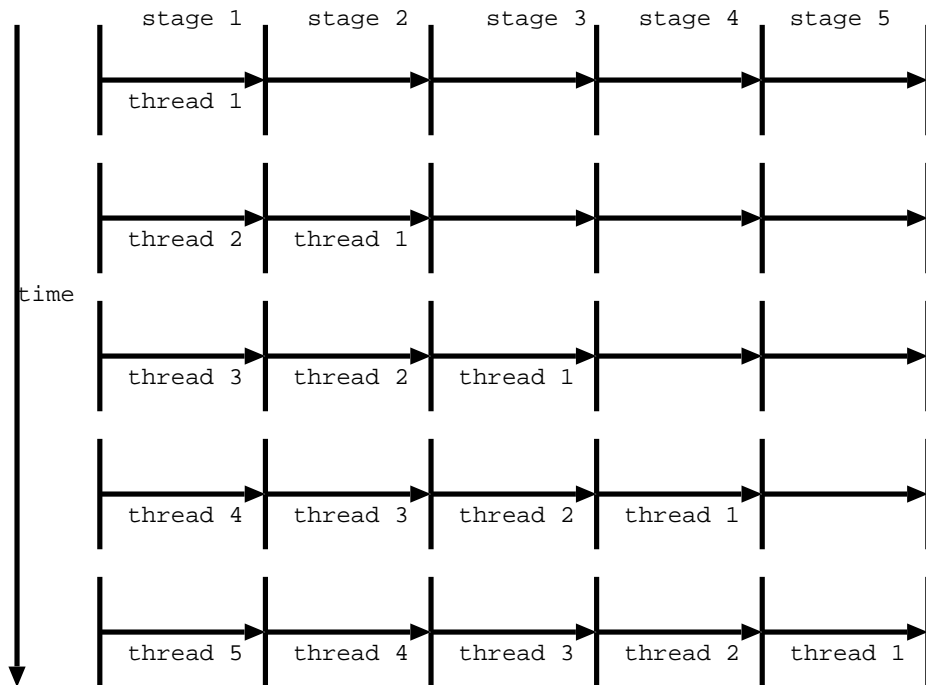 stage 1 stage 2 stage 3 stage 4 stage 5
thread 1
thread 2 thread 1
time
thread 3 thread 2 thread 1
thread 4 thread 3 thread 2 thread 1
thread 5 thread 4 thread 3 thread 2 thread 1